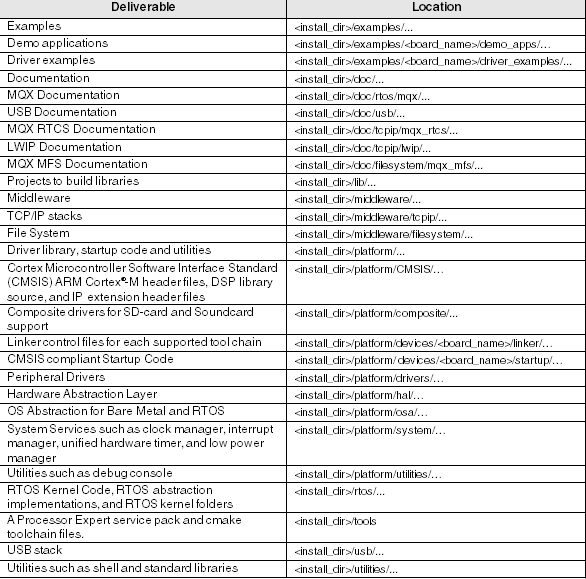 Deliverable Location
Examples <install_dir>/examples/...
Demo applications <install_dir>/examples/<board_name>/demo_apps/...
Driver examples <install_dir>/examples/<board_name>/driver_examples/...
Documentation <install_dir>/doc/...
MQX Documentation <install_dir>/doc/rtos/mqx/...
USB Documentation <install_dir>/doc/usb/...
MQX RTCS Documentation <install_dir>/doc/tcpip/mqx_rtcs/...
LWIP Documentation <install_dir>/doc/tcpip/lwip/...
MQX MFS Documentation <install_dir>/doc/filesystem/mqx_mfs/...
Projects to build libraries <install_dir>/lib/...
Middleware <install_dir>/middleware/...
TCP/IP stacks <install_dir>/middleware/tcpip/...
File System <install_dir>/middleware/filesystem/...
Driver library, startup code and utilities <install_dir>/platform/...
Cortex Microcontroller Software Interface Standard <install_dir>/platform/CMSIS/...
(CMSIS) ARM Cortex®-M header files, DSP library
source, and IP extension header files
Composite drivers for SD-card and Soundcard <install_dir>/platform/composite/...
support
Linker control files for each supported tool chain <install_dir>/platform/devices/<board_name>/linker/...
CMSIS compliant Startup Code <install_dir>/platform/ devices/<board_name>/startup/...
Peripheral Drivers <install_dir>/platform/drivers/...
Hardware Abstraction Layer <install_dir>/platform/hal/...
OS Abstraction for Bare Metal and RTOS <install_dir>/platform/osa/...
System Services such as clock manager, interrupt <install_dir>/platform/system/...
manager, unified hardware timer, and low power
manager
Utilities such as debug console <install_dir>/platform/utilities/...
RTOS Kernel Code, RTOS abstraction <install_dir>/rtos/...
implementations, and RTOS kernel folders
A Processor Expert service pack and cmake <install_dir>/tools
toolchain files.
USB stack <install_dir>/usb/...
Utilities such as shell and standard libraries <install_dir>/utilities/...